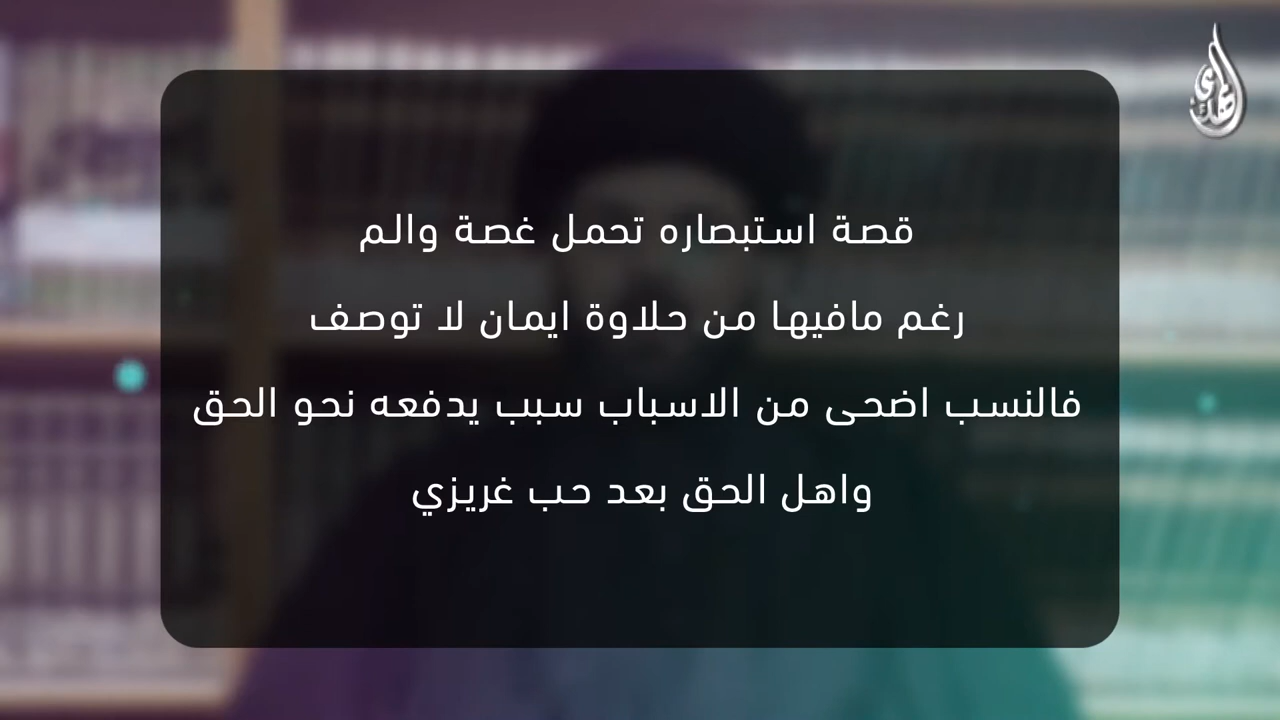 قصة استبصاره تحمل غصة والم
رغم مافيها من حلاوة ايمان لا توصف
فالنسب اضحى من الاسباب سبب يدفعه نحو الحق
واهل الحق بعد حب غريزي